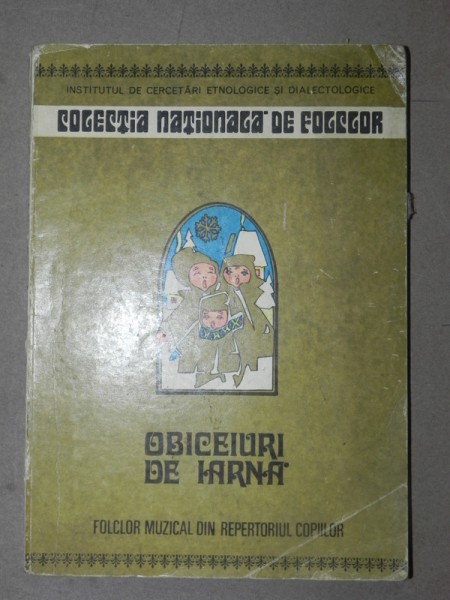 INSTITUTUL DE CERCETĂRI ETNOLOGICE ȘI DIALECTOLOGICE
COLECȚIA NAȚIONALĂ DE FOLCLOR
OBICEIURI
DE IARNĂ
FOLCLOR MUZICAL DIN REPERTORIUL COPIILOR